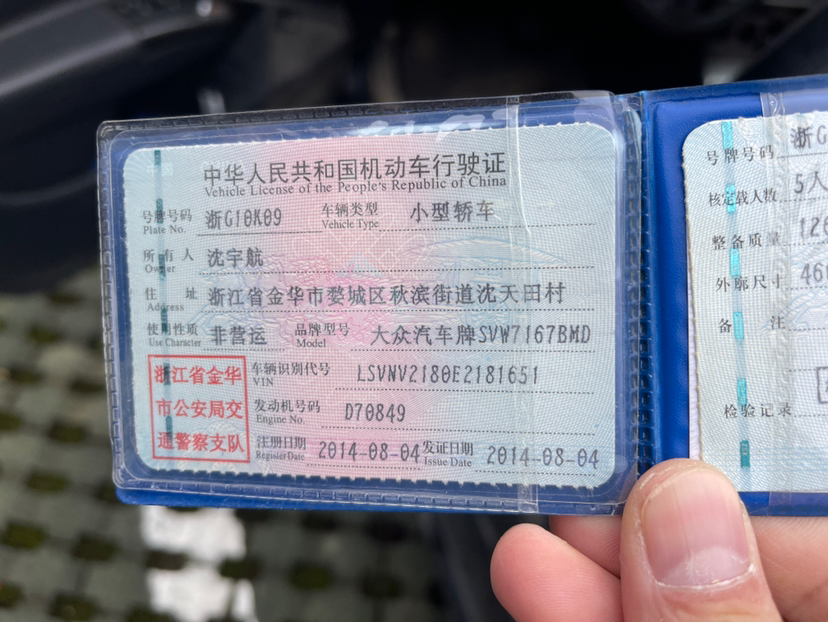 中华人民共和国机动车行驶证
Vehicle License of the People's Republic of China
号牌号码 浙G10K09 车辆类型 小型轿车
Plate No. Vehicle Type
所有人 沈宇航
Owner
住址 浙江省金华市婺城区秋滨街道沈天田村
Address
使用性质 非营运 品牌型号 大众汽车牌SVW7167BMD
Use Character Model
浙江省金华
市公安局交
通警察支队
车辆识别代号 LSVNV2180E2181651
VIN
发动机号码 D70849
Engine No.
注册日期 2014-08-04 发证日期 2014-08-04
Register Date Issue Date
号牌号码 浙G
核定载人数 5人
整备质量 126
外廓尺寸 46
备注
检验记录